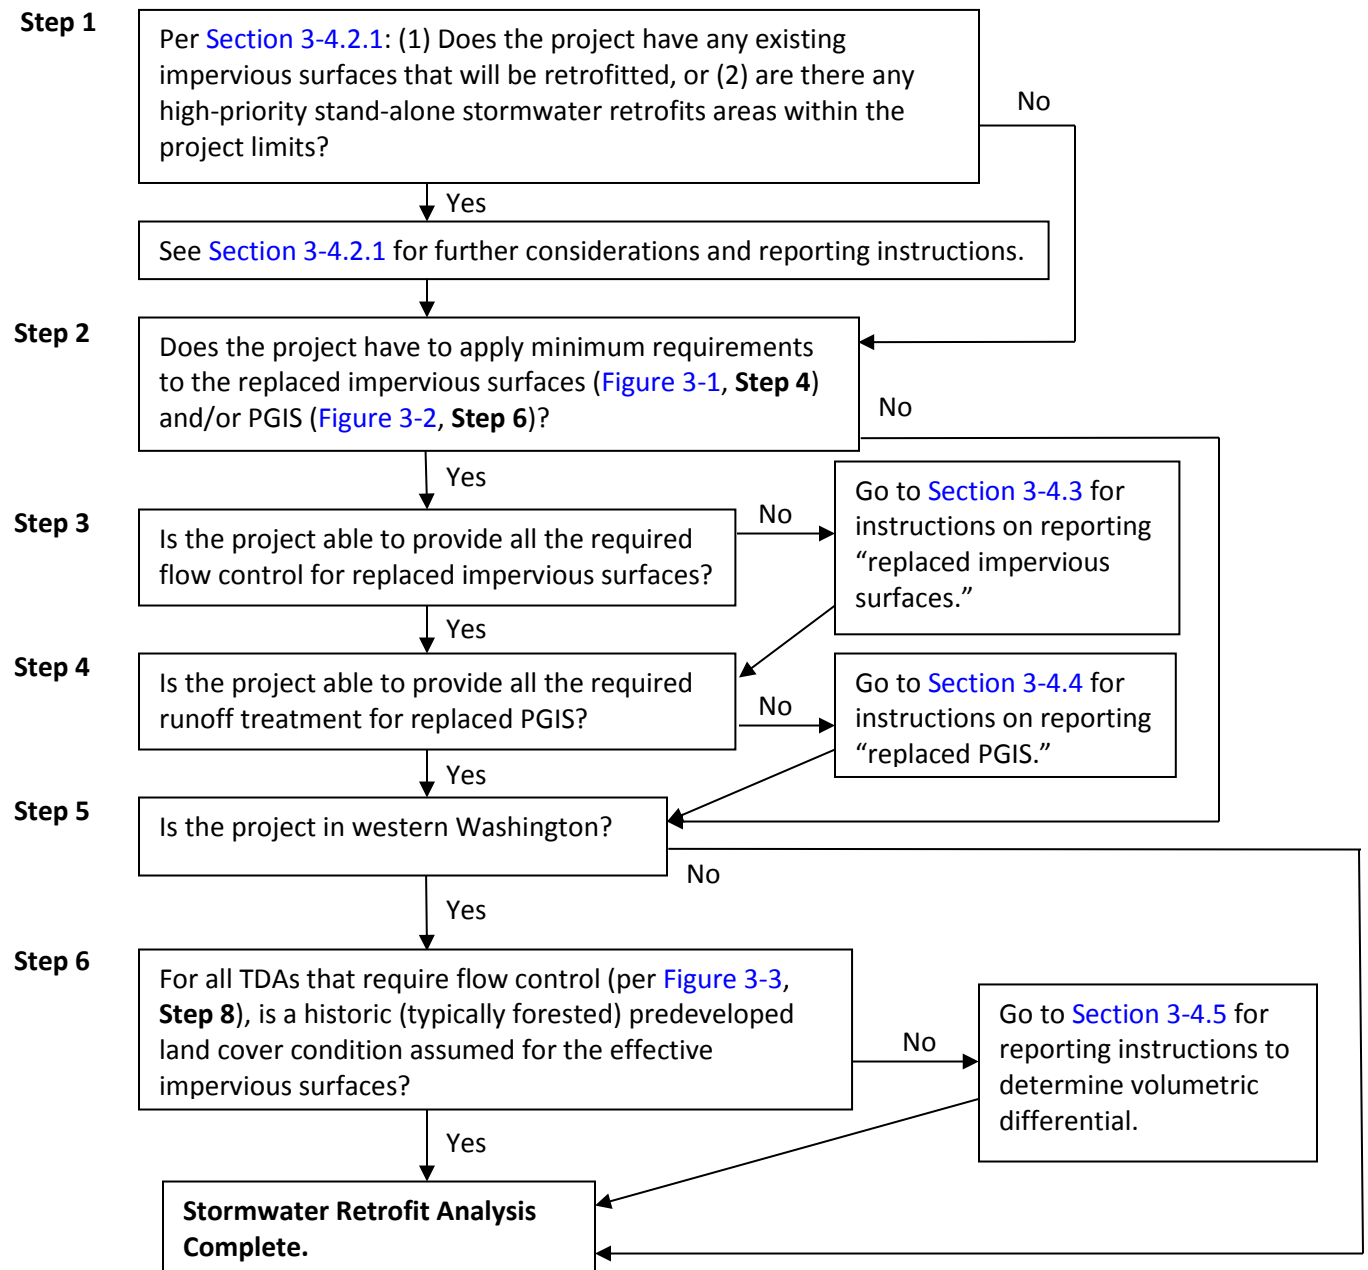 Step 1
Per Section 3-4.2.1: (1) Does the project have any existing
impervious surfaces that will be retrofitted, or (2) are there any
high-priority stand-alone stormwater retrofits areas within the
project limits?
No
Yes
See Section 3-4.2.1 for further considerations and reporting instructions.
Step 2
Does the project have to apply minimum requirements
to the replaced impervious surfaces (Figure 3-1, Step 4)
and/or PGIS (Figure 3-2, Step 6)?
No
Yes
Step 3
Is the project able to provide all the required
flow control for replaced impervious surfaces?
No
Go to Section 3-4.3 for
instructions on reporting
“replaced impervious
surfaces.”
Yes
Step 4
Is the project able to provide all the required
runoff treatment for replaced PGIS?
No
Go to Section 3-4.4 for
instructions on reporting
“replaced PGIS.”
Yes
Step 5
Is the project in western Washington?
No
Yes
Step 6
For all TDAs that require flow control (per Figure 3-3,
Step 8), is a historic (typically forested) predeveloped
land cover condition assumed for the effective
impervious surfaces?
No
Go to Section 3-4.5 for
reporting instructions to
determine volumetric
differential.
Yes
Stormwater Retrofit Analysis
Complete.